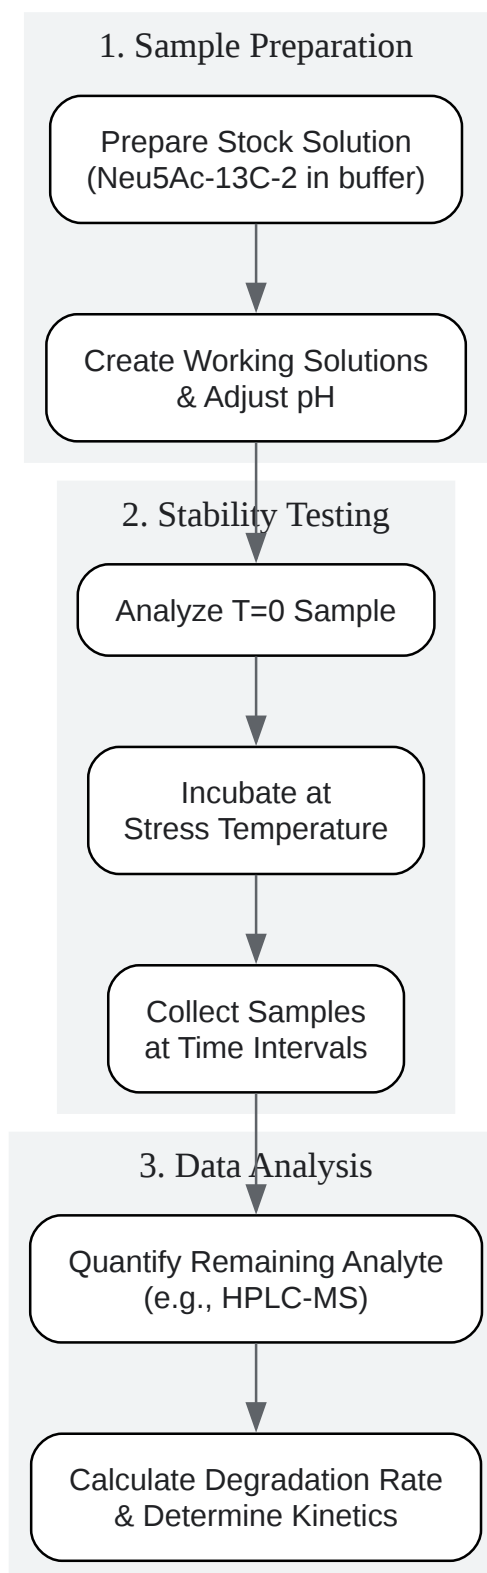 1. Sample Preparation
Prepare Stock Solution
(Neu5Ac-13C-2 in buffer)
Create Working Solutions
& Adjust pH
2. Stability Testing
Analyze T=0 Sample
Incubate at
Stress Temperature
Collect Samples
at Time Intervals
3. Data Analysis
Quantify Remaining Analyte
(e.g., HPLC-MS)
Calculate Degradation Rate
& Determine Kinetics